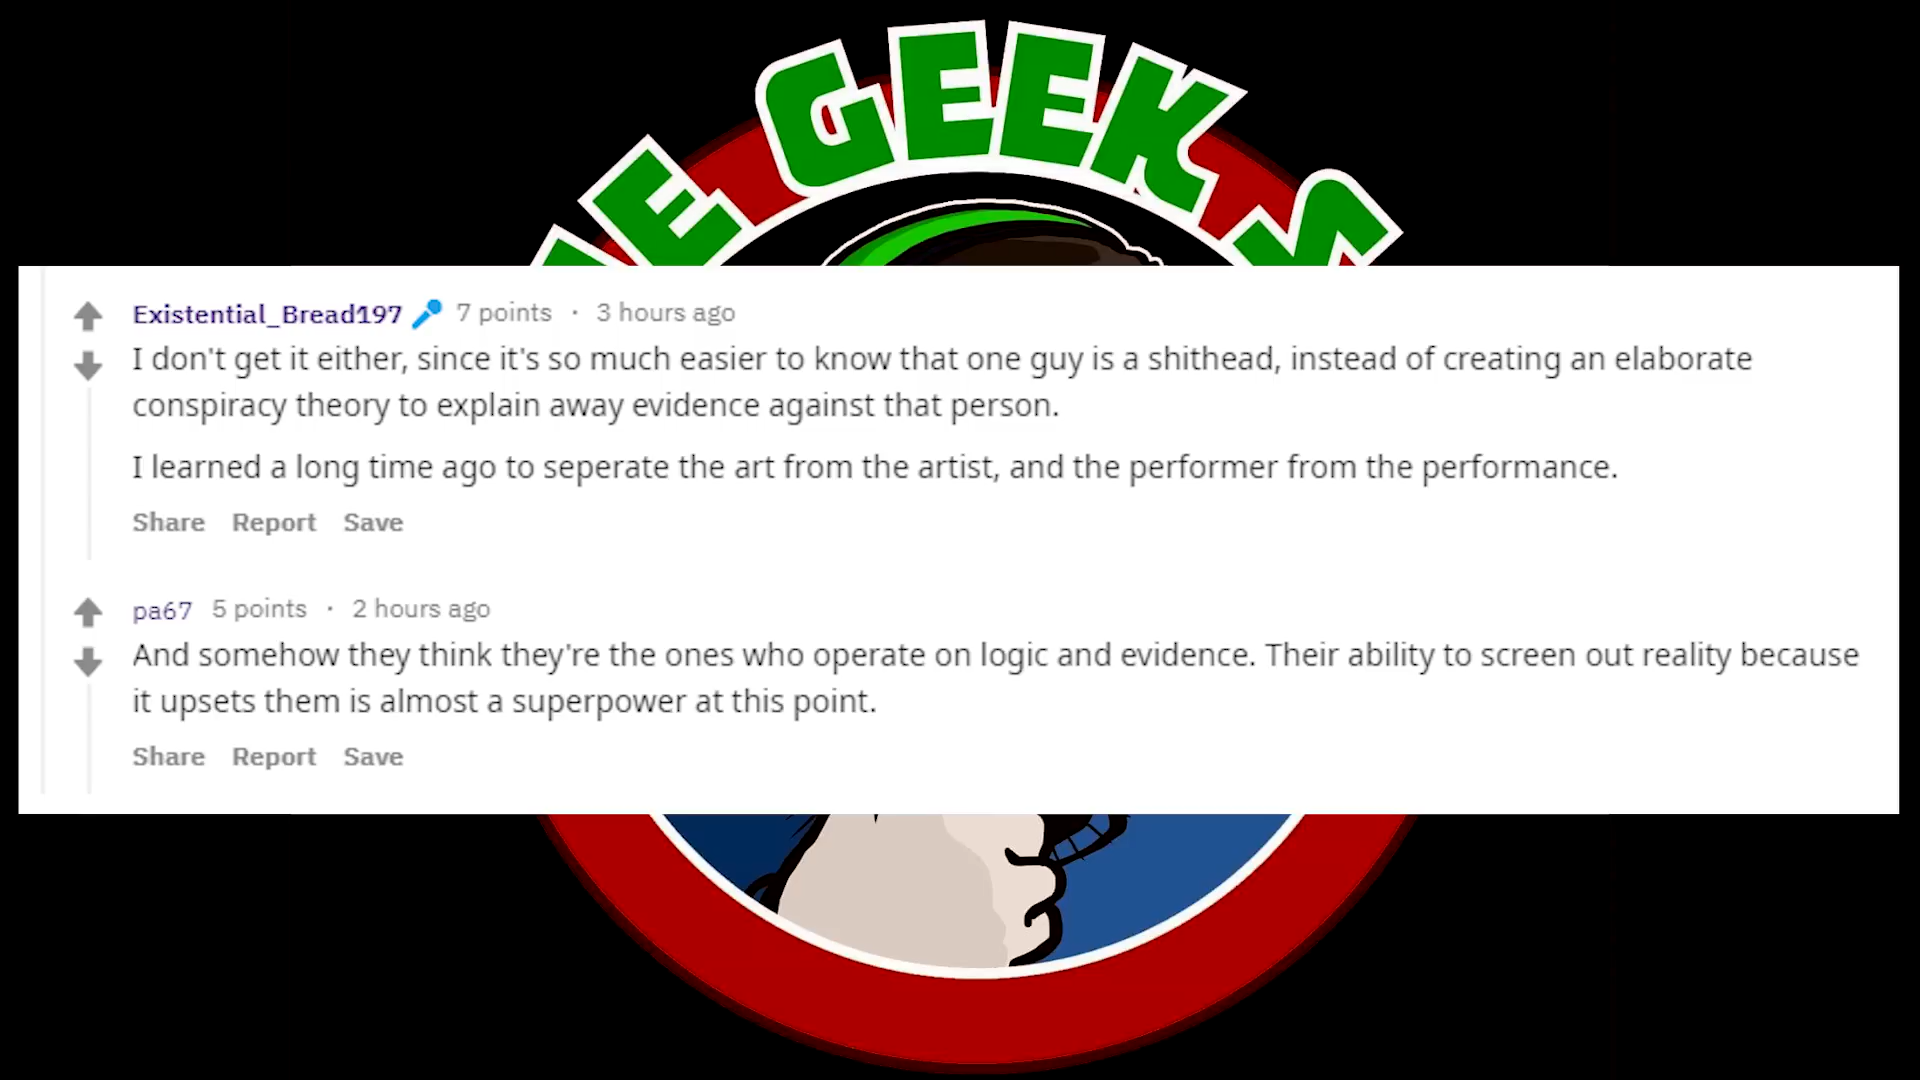 GEEKS
Existential_Bread197 7 points · 3 hours ago
I don't get it either, since it's so much easier to know that one guy is a shithead, instead of creating an elaborate
conspiracy theory to explain away evidence against that person.
I learned a long time ago to seperate the art from the artist, and the performer from the performance.
Share Report Save
pa67 5 points · 2 hours ago
And somehow they think they're the ones who operate on logic and evidence. Their ability to screen out reality because
it upsets them is almost a superpower at this point.
Share Report Save